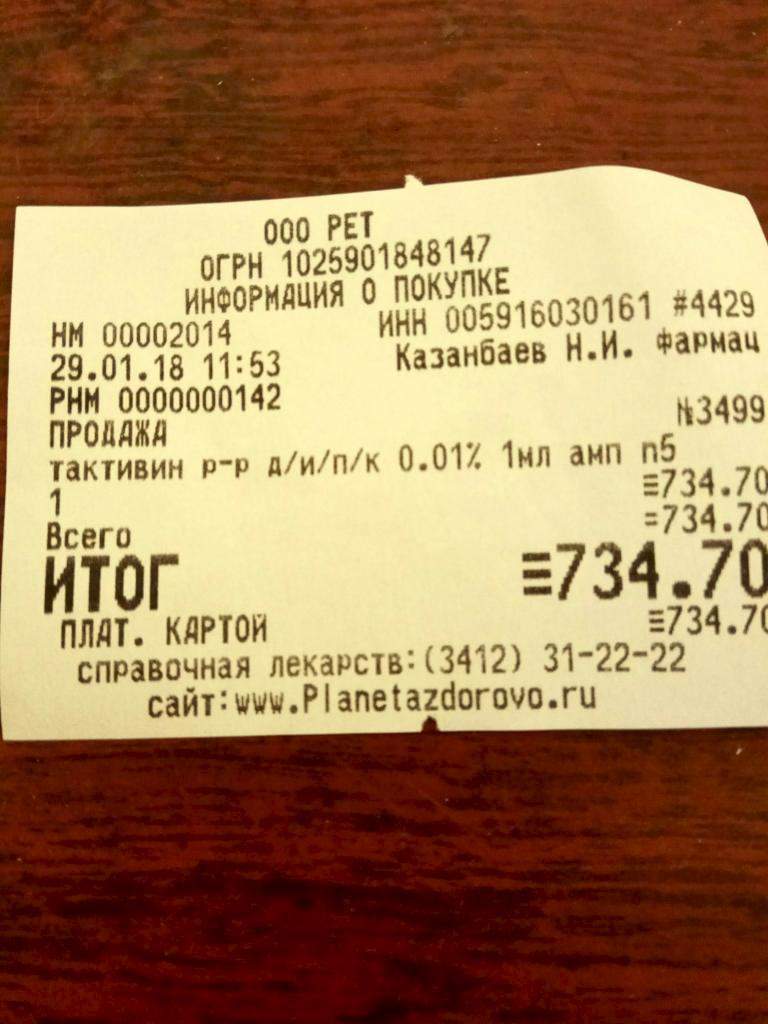 ООО РЕТ
ОГРН 1025901848147
ИНФОРМАЦИЯ О ПОКУПКЕ
НМ 00002014 ИНН 005916030161 #4429
29.01.18 11:53 Казанбаев Н.И. фармац
РНМ 0000000142
ПРОДАЖА №3499
тактивин р-р д/и/п/к 0.01% 1мл амп п5
1 ≡734.70
Всего =734.70
ИТОГ ≡734.70
ПЛАТ. КАРТОЙ ≡734.70
справочная лекарств:(3412) 31-22-22
сайт:www.Planetazdorovo.ru